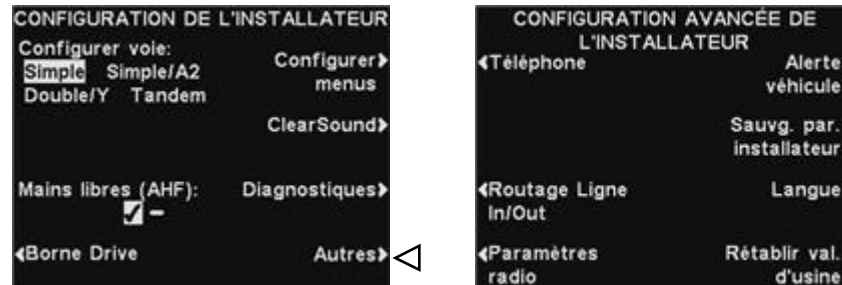 CONFIGURATION DE L'INSTALLATEUR
Configurer voie:
Simple Simple/A2
Double/Y Tandem
Configurer
menus
ClearSound
Mains libres (AHF):
Diagnostiques
Borne Drive
Autres
CONFIGURATION AVANCÉE DE
L'INSTALLATEUR
Téléphone
Alerte
véhicule
Sauvg. par.
installateur
Routage Ligne
In/Out
Langue
Paramètres
radio
Rétablir val.
d'usine